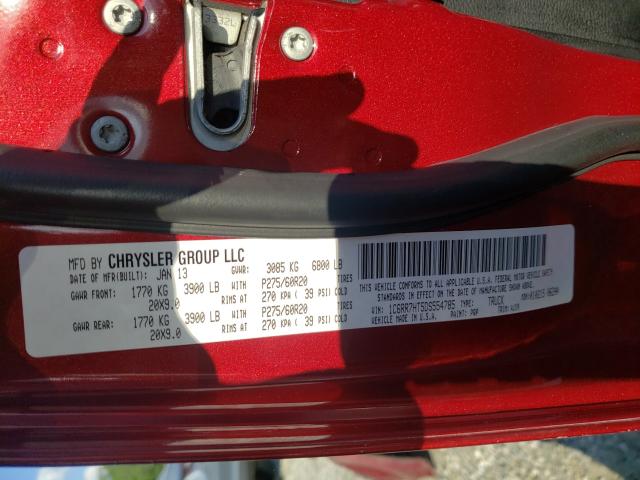 3332L
MFD BY CHRYSLER GROUP LLC
DATE OF MFR(BUILT): JAN 13 GVWR: 3085 KG 6800 LB
GAWR FRONT: 1770 KG 3900 LB WITH P275/60R20 TIRES
20X9.0 RIMS AT 270 KPA ( 39 PSI) COLD
GAWR REAR: 1770 KG 3900 LB WITH P275/60R20 TIRES
20X9.0 RIMS AT 270 KPA ( 39 PSI) COLD
THIS VEHICLE CONFORMS TO ALL APPLICABLE U.S.A. FEDERAL MOTOR VEHICLE SAFETY
STANDARDS IN EFFECT ON THE DATE OF MANUFACTURE SHOWN ABOVE.
VIN: 1C6RR7HT5DS554785 TYPE: TRUCK
VEHICLE MADE IN U.S.A. PAINT: PRP TRIM: